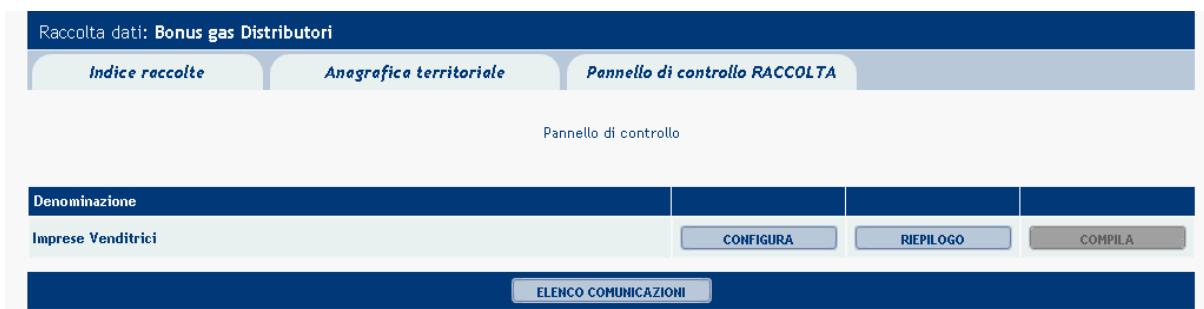 Raccolta dati: Bonus gas Distributori
Indice raccolte Anagrafica territoriale Pannello di controllo RACCOLTA
Pannello di controllo
Denominazione
Imprese Venditrici CONFIGURA RIEPILOGO COMPILA
ELENCO COMUNICAZIONI